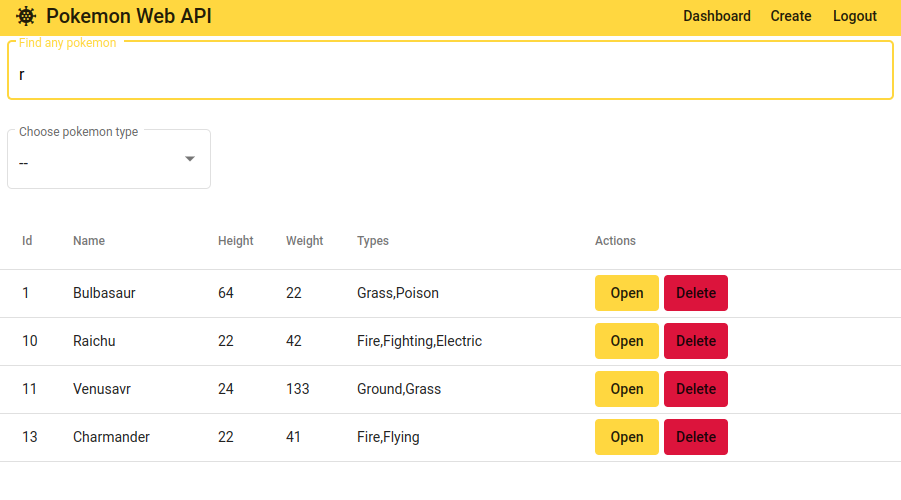 Pokemon Web API Dashboard Create Logout
Find any pokemon
r
Choose pokemon type
--
Id Name Height Weight Types Actions
1 Bulbasaur 64 22 Grass,Poison Open Delete
10 Raichu 22 42 Fire,Fighting,Electric Open Delete
11 Venusavr 24 133 Ground,Grass Open Delete
13 Charmander 22 41 Fire,Flying Open Delete